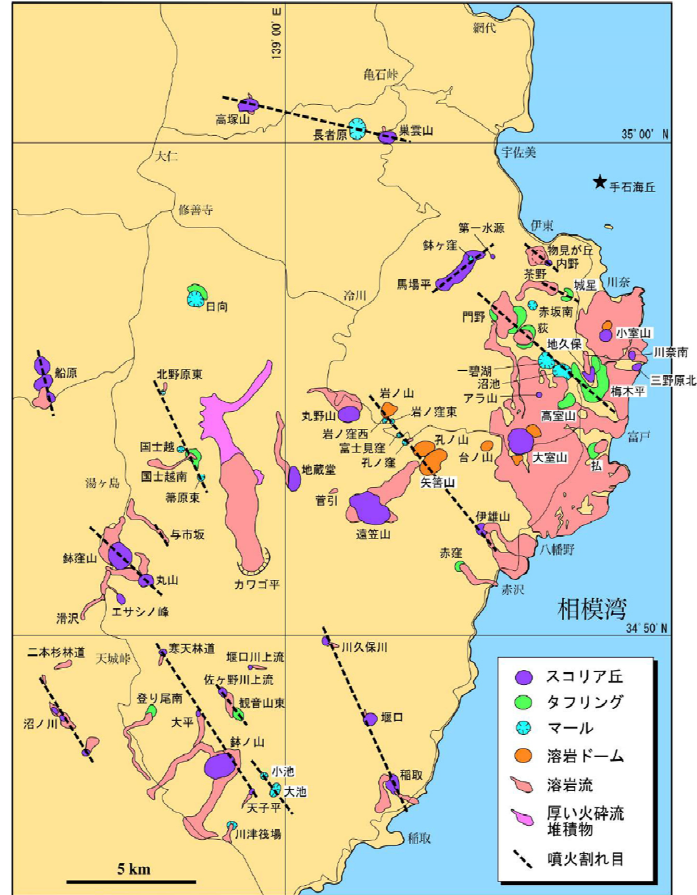 139°00′E
網代
亀石峠
高塚山
長者原
巣雲山
35°00′N
大仁
宇佐美
手石海丘
修善寺
伊東
第一水源
鉢ヶ窪
物見が丘
内野
馬場平
茶野
城星
川奈
日向
冷川
門野
赤坂南
荻
小室山
地久保
川奈南
一碧湖
沼池
三野原北
アラ山
梅木平
船原
北野原東
岩ノ山
丸野山
岩ノ窪東
高室山
岩ノ窪西
富士見窪
孔ノ山
富戸
国士越
孔ノ窪
台ノ山
大室山
払
国士越南
地蔵堂
矢筈山
箒原東
菅引
湯ヶ島
遠笠山
伊雄山
与市坂
八幡野
鉢窪山
赤窪
丸山
カワゴ平
赤沢
エサシノ峰
滑沢
相模湾
34°50′N
天城峠
二本杉林道
寒天林道
堰口川上流
川久保川
佐ヶ野川上流
登り尾南
観音山東
大平
沼ノ川
堰口
鉢ノ山
小池
大池
稲取
天子平
川津筏場
稲取
5 km
スコリア丘
タフリング
マール
溶岩ドーム
溶岩流
厚い火砕流
堆積物
噴火割れ目